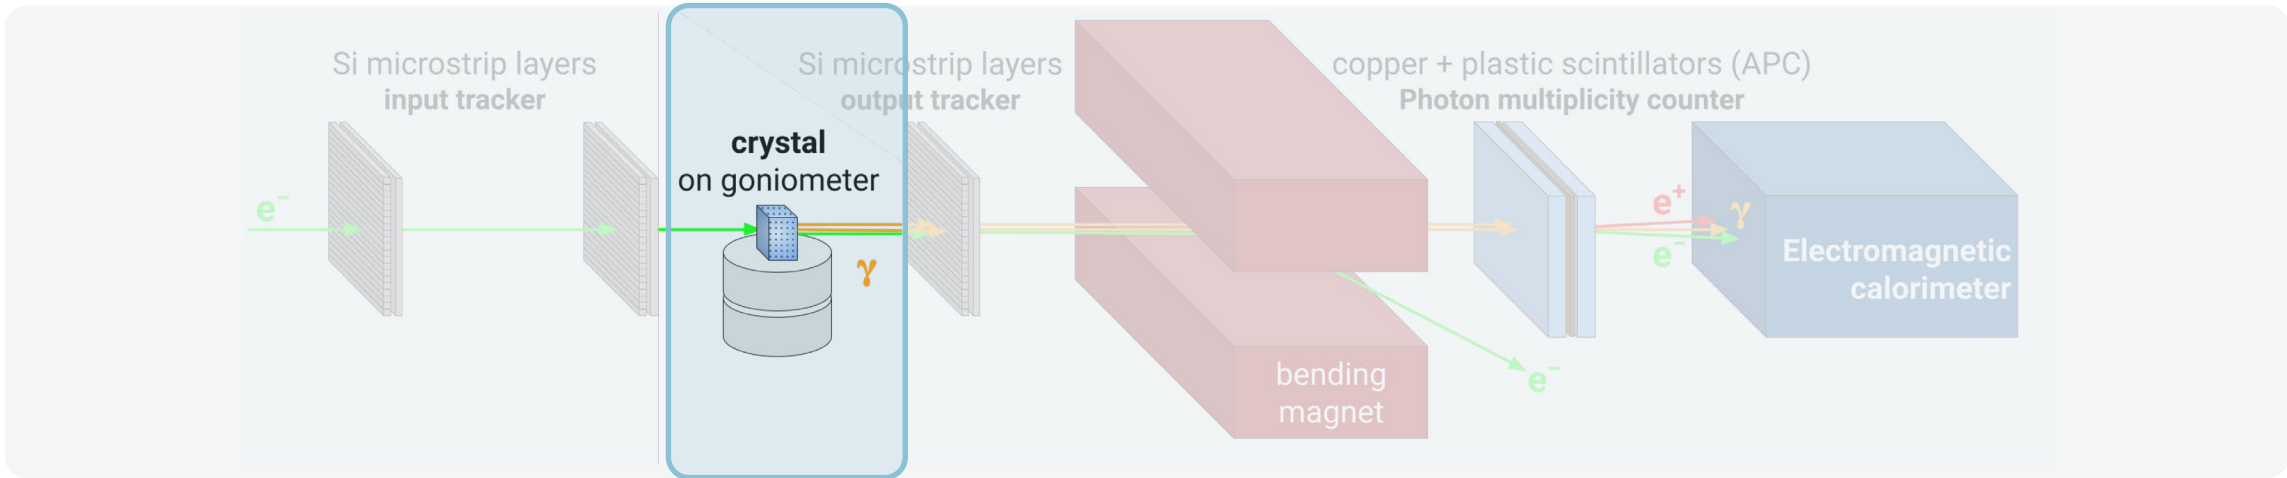 Si microstrip layers
input tracker
Si microstrip layers
output tracker
copper + plastic scintillators (APC)
Photon multiplicity counter
crystal
on goniometer
e⁻
γ
bending
magnet
e⁻
e⁺
e⁻
γ
Electromagnetic
calorimeter